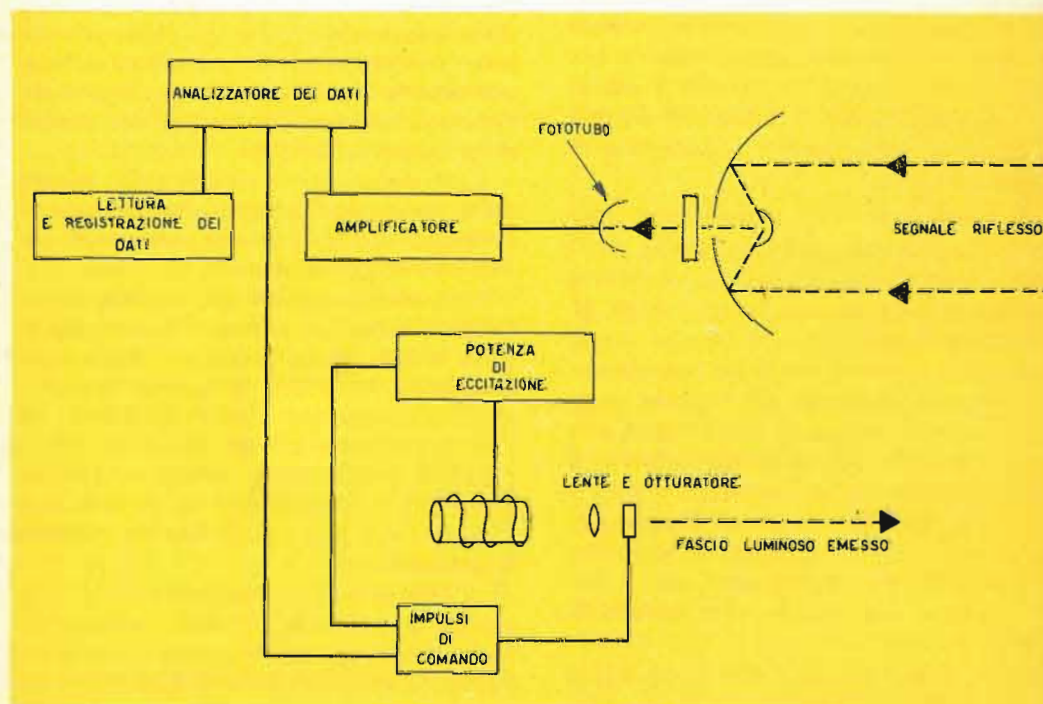 ANALIZZATORE DEI DATI
FOTOTUBO
LETTURA
E REGISTRAZIONE DEI
DATI
AMPLIFICATORE
SEGNALE RIFLESSO
POTENZA
DI
ECCITAZIONE
LENTE E OTTURATORE
FASCIO LUMINOSO EMESSO
IMPULSI
DI
COMANDO